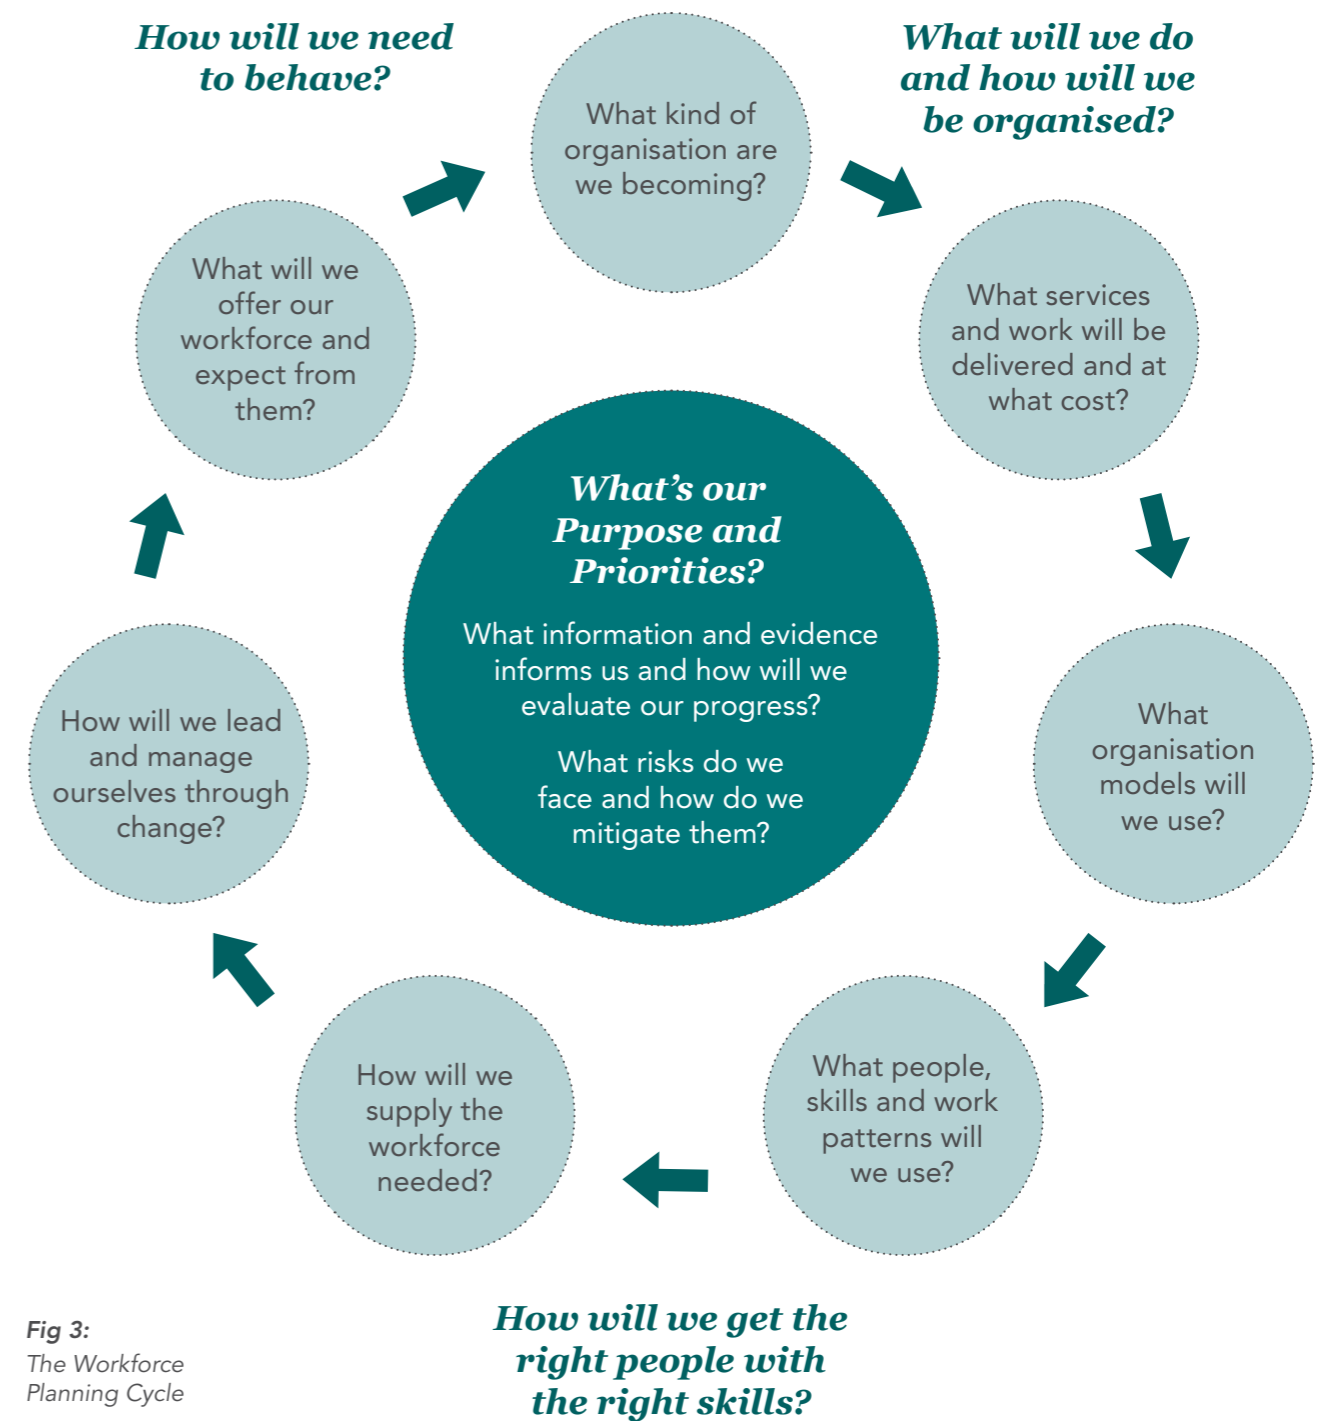 How will we need
to behave?
What will we do
and how will we
be organised?
What kind of
organisation are
we becoming?
What services
and work will be
delivered and at
what cost?
What
organisation
models will
we use?
What people,
skills and work
patterns will
we use?
How will we
supply the
workforce
needed?
How will we lead
and manage
ourselves through
change?
What will we
offer our
workforce and
expect from
them?
What’s our
Purpose and
Priorities?
What information and evidence
informs us and how will we
evaluate our progress?
What risks do we
face and how do we
mitigate them?
How will we get the
right people with
the right skills?
Fig 3:
The Workforce
Planning Cycle